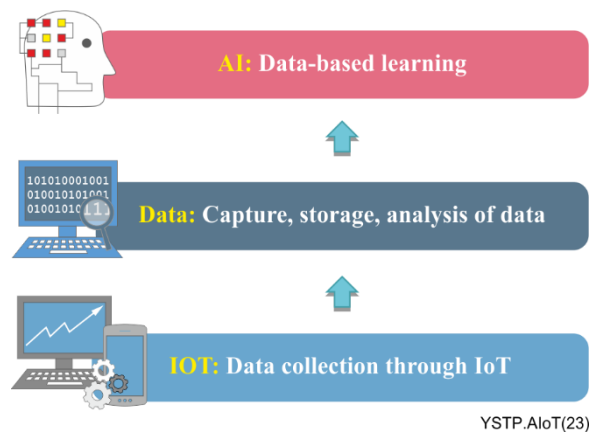 AI: Data-based learning
101010001001
010010101001
010010101
111
Data: Capture, storage, analysis of data
IOT: Data collection through IoT
YSTP.AIoT(23)